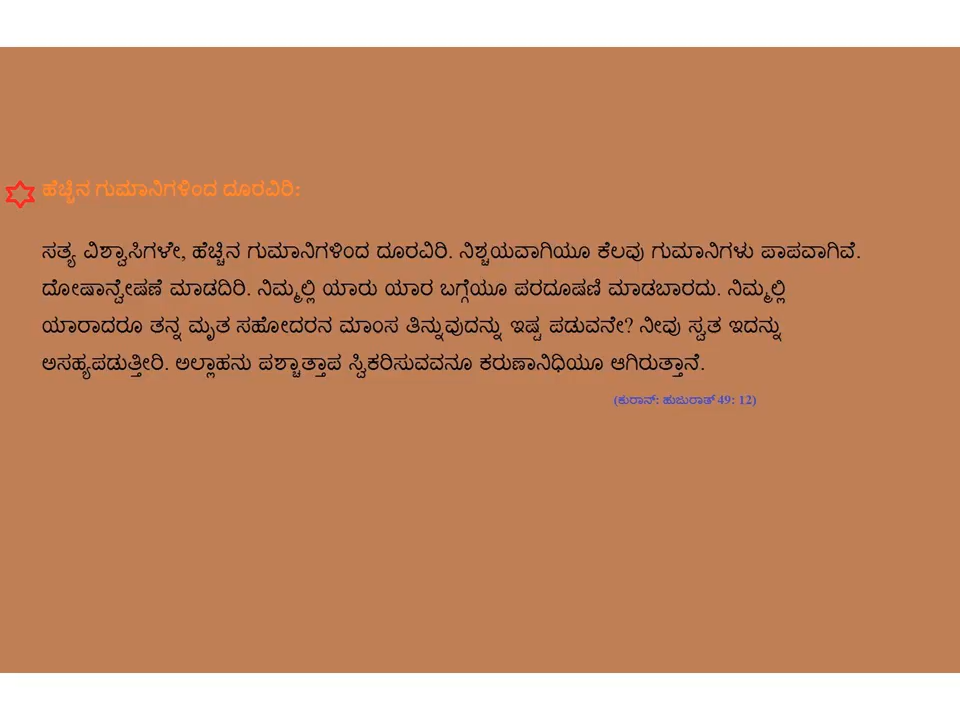 ಹೆಚ್ಚಿನ ಗುಮಾನಿಗಳಿಂದ ದೂರವಿರಿ:
ಸತ್ಯ ವಿಶ್ವಾಸಿಗಳೇ, ಹೆಚ್ಚಿನ ಗುಮಾನಿಗಳಿಂದ ದೂರವಿರಿ. ನಿಶ್ಚಯವಾಗಿಯೂ ಕೆಲವು ಗುಮಾನಿಗಳು ಪಾಪವಾಗಿವೆ.
ದೋಷಾನ್ವೇಷಣೆ ಮಾಡದಿರಿ. ನಿಮ್ಮಲ್ಲಿ ಯಾರು ಯಾರ ಬಗ್ಗೆಯೂ ಪರದೂಷಣೆ ಮಾಡಬಾರದು. ನಿಮ್ಮಲ್ಲಿ
ಯಾರಾದರೂ ತನ್ನ ಮೃತ ಸಹೋದರನ ಮಾಂಸ ತಿನ್ನುವುದನ್ನು ಇಷ್ಟ ಪಡುವನೇ? ನೀವು ಸ್ವತ ಇದನ್ನು
ಅಸಹ್ಯಪಡುತ್ತೀರಿ. ಅಲ್ಲಾಹನು ಪಶ್ಚಾತ್ತಾಪ ಸ್ವಿಕರಿಸುವವನೂ ಕರುಣಾನಿಧಿಯೂ ಆಗಿರುತ್ತಾನೆ.
(ಕುರಾನ್: ಹುಜುರಾತ್ 49: 12)